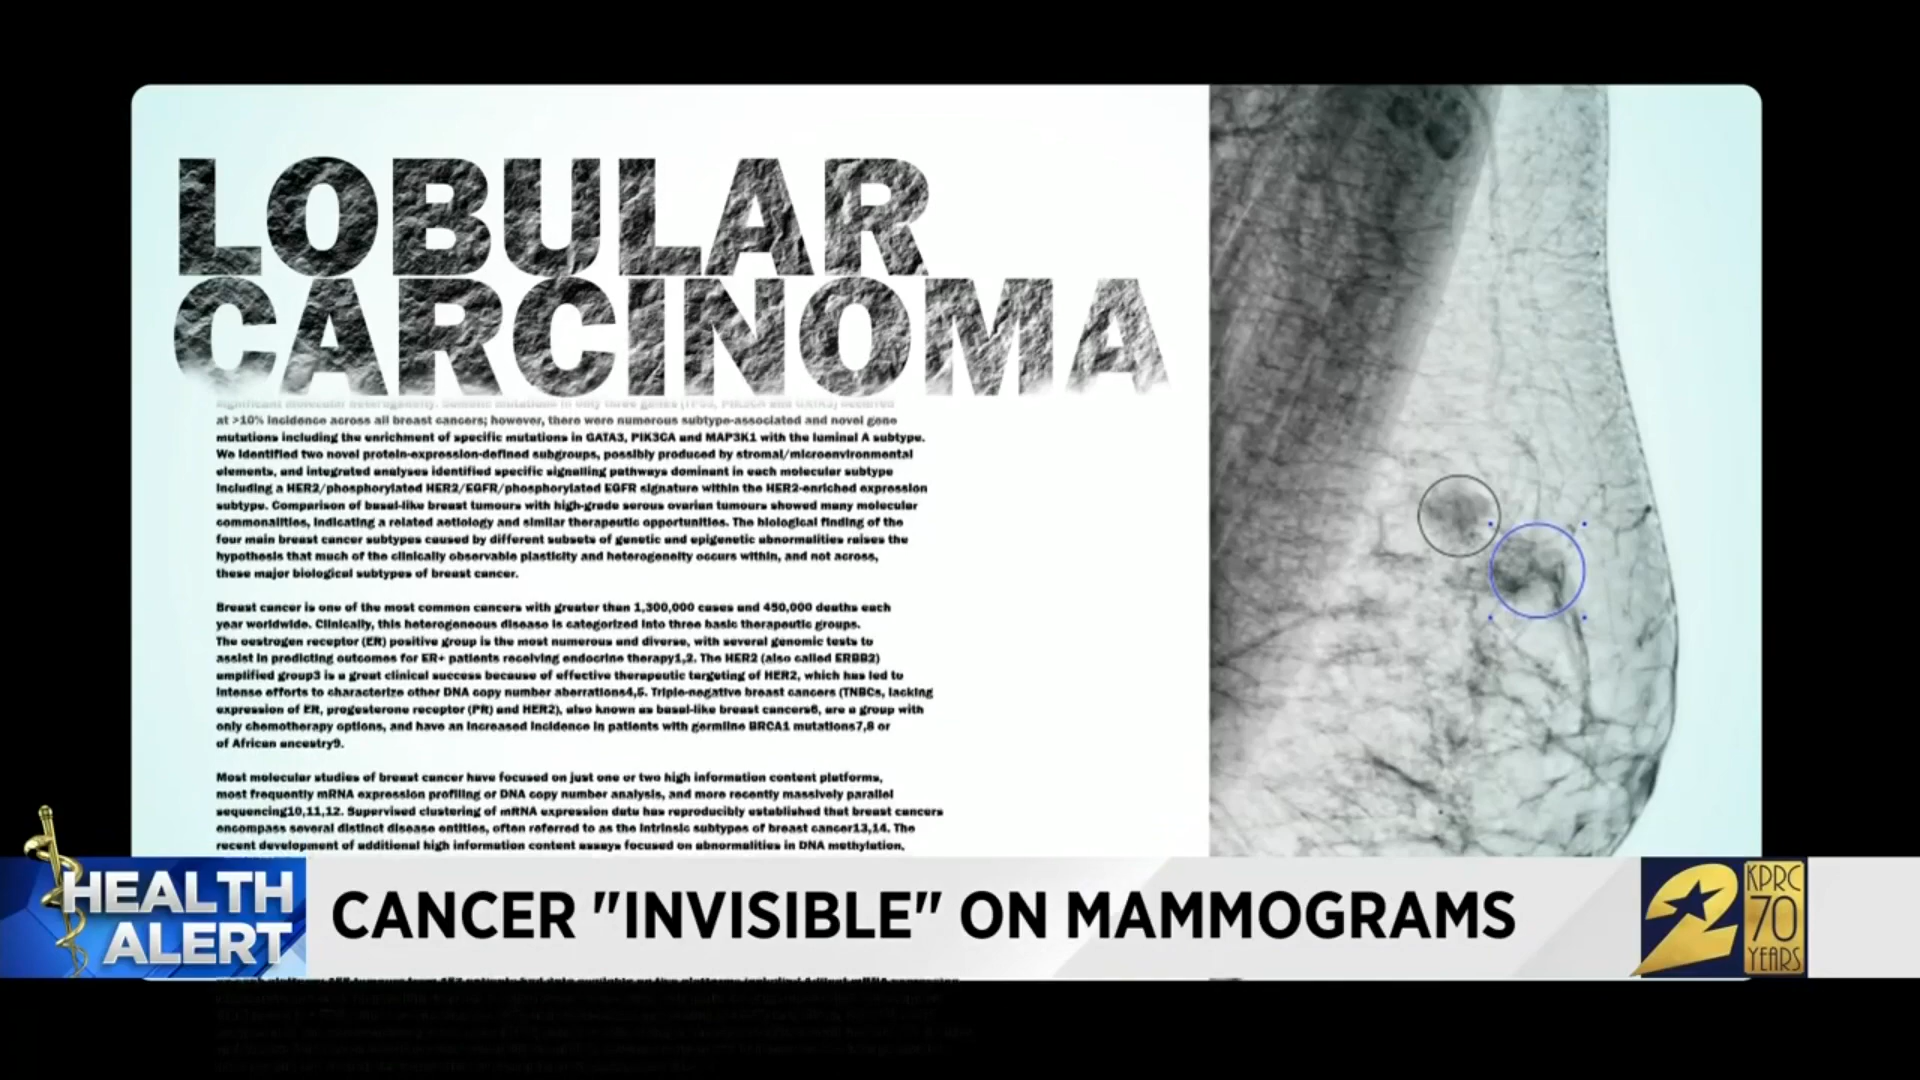 LOBULAR
CARCINOMA
significant molecular heterogeneity. Somatic mutations in only three genes (TP53, PIK3CA and GATA3) occurred
at >10% incidence across all breast cancers; however, there were numerous subtype-associated and novel gene
mutations including the enrichment of specific mutations in GATA3, PIK3CA and MAP3K1 with the luminal A subtype.
We identified two novel protein-expression-defined subgroups, possibly produced by stromal/microenvironmental
elements, and integrated analyses identified specific signalling pathways dominant in each molecular subtype
including a HER2/phosphorylated HER2/EGFR/phosphorylated EGFR signature within the HER2-enriched expression
subtype. Comparison of basal-like breast tumours with high-grade serous ovarian tumours showed many molecular
commonalities, indicating a related aetiology and similar therapeutic opportunities. The biological finding of the
four main breast cancer subtypes caused by different subsets of genetic and epigenetic abnormalities raises the
hypothesis that much of the clinically observable plasticity and heterogeneity occurs within, and not across,
these major biological subtypes of breast cancer.
Breast cancer is one of the most common cancers with greater than 1,300,000 cases and 450,000 deaths each
year worldwide. Clinically, this heterogeneous disease is categorized into three basic therapeutic groups.
The oestrogen receptor (ER) positive group is the most numerous and diverse, with several genomic tests to
assist in predicting outcomes for ER+ patients receiving endocrine therapy1,2. The HER2 (also called ERBB2)
amplified group3 is a great clinical success because of effective therapeutic targeting of HER2, which has led to
intense efforts to characterize other DNA copy number aberrations4,5. Triple-negative breast cancers (TNBCs, lacking
expression of ER, progesterone receptor (PR) and HER2), also known as basal-like breast cancers6, are a group with
only chemotherapy options, and have an increased incidence in patients with germline BRCA1 mutations7,8 or
of African ancestry9.
Most molecular studies of breast cancer have focused on just one or two high information content platforms,
most frequently mRNA expression profiling or DNA copy number analysis, and more recently massively parallel
sequencing10,11,12. Supervised clustering of mRNA expression data has reproducibly established that breast cancers
encompass several distinct disease entities, often referred to as the intrinsic subtypes of breast cancer13,14. The
recent development of additional high information content assays focused on abnormalities in DNA methylation,
HEALTH
ALERT
CANCER "INVISIBLE" ON MAMMOGRAMS
2
KPRC
70
YEARS